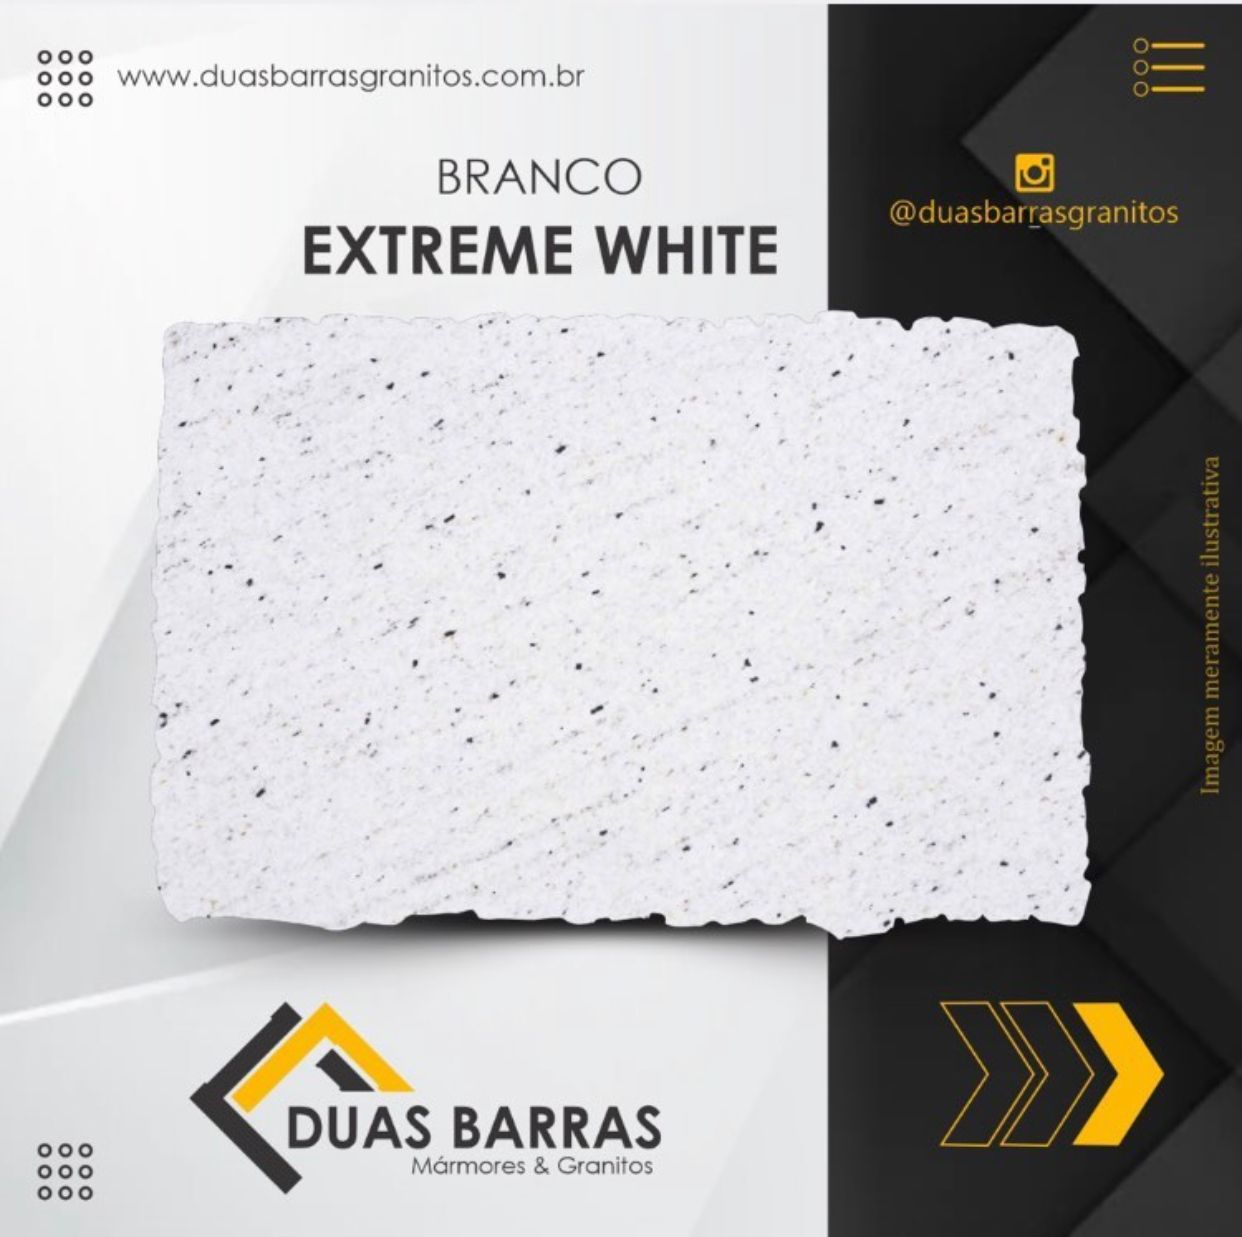 www.duasbarrasgranitos.com.br
BRANCO
EXTREME WHITE
@duasbarrasgranitos
Imagem meramente ilustrativa
DUAS BARRAS
Mármores & Granitos